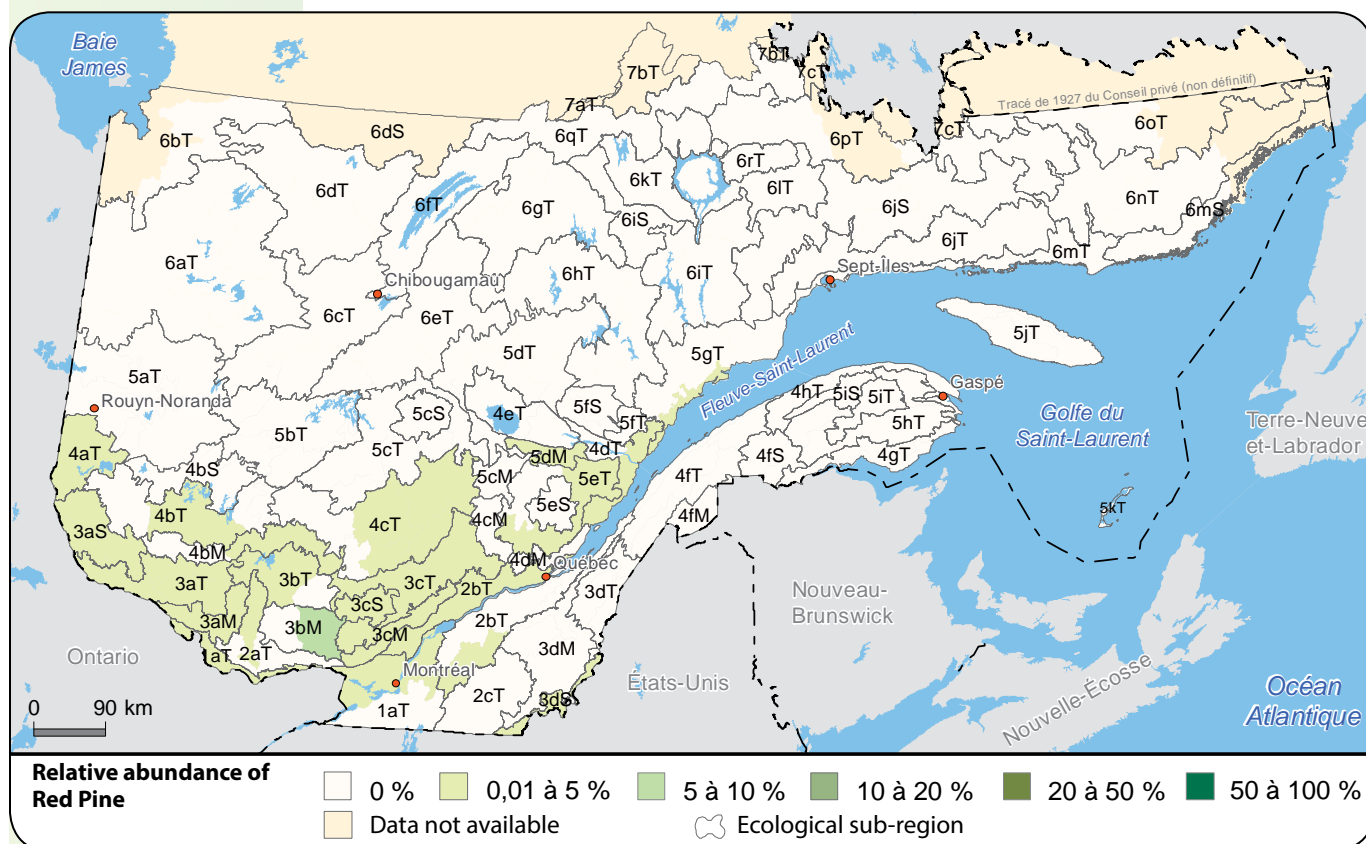 Baie
James
7bT
7cT
7bT
7aT
Tracé de 1927 du Conseil privé (non définitif)
6bT
6dS
6qT
6pT
7cT
6oT
6dT
6fT
6gT
6kT
6rT
6lT
6iS
6jS
6nT
6mS
6aT
6hT
6iT
6jT
6mT
Chibougamau
Sept-Îles
6cT
6eT
5dT
5gT
Fleuve-Saint-Laurent
5jT
5aT
Rouyn-Noranda
5cS
4eT
5fS
5fT
4hT
5iS
5iT
Gaspé
5hT
Golfe du
Saint-Laurent
Terre-Neuve
et-Labrador
4aT
5bT
5cT
4dT
5dM
4bS
5cM
5eT
4fT
4fS
4gT
5kT
3aS
4bT
4cT
4cM
5eS
4fM
4bM
4dM
Québec
3aT
3bT
3cT
2bT
3dT
Nouveau-
Brunswick
3cS
3aM
3bM
3cM
2bT
3dM
Ontario
1aT
2aT
Montréal
États-Unis
Nouvelle-Écosse
Océan
Atlantique
0 90 km
1aT
2cT
3dS
Relative abundance of
Red Pine
0 %
0,01 à 5 %
5 à 10 %
10 à 20 %
20 à 50 %
50 à 100 %
Data not available
Ecological sub-region